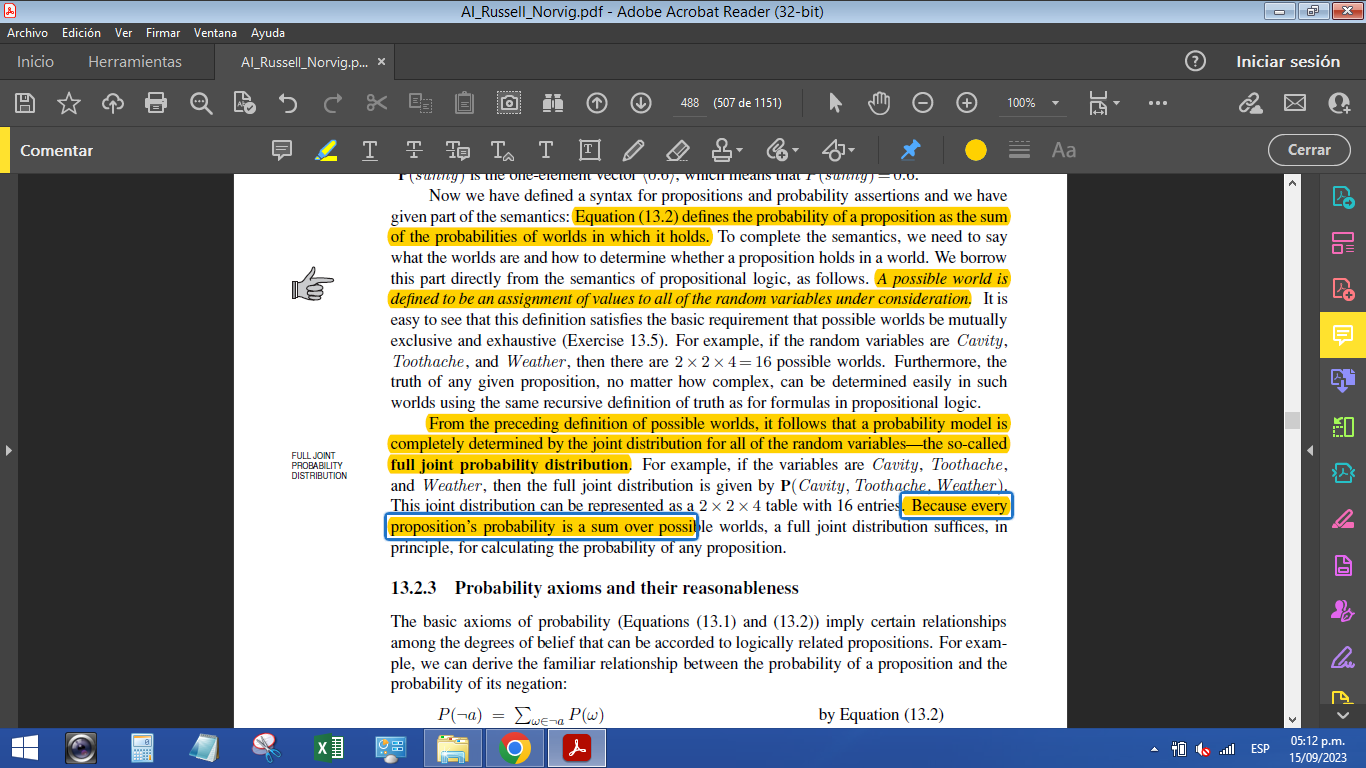 AI_Russell_Norvig.pdf - Adobe Acrobat Reader (32-bit)
Archivo Edición Ver Firmar Ventana Ayuda
Inicio Herramientas AI_Russell_Norvig.p... × Iniciar sesión
488 (507 de 1151) 100%
Comentar Aa Cerrar
P(sunny) is the one-element vector ⟨0.6⟩, which means that P(sunny) = 0.6.
Now we have defined a syntax for propositions and probability assertions and we have
given part of the semantics: Equation (13.2) defines the probability of a proposition as the sum
of the probabilities of worlds in which it holds. To complete the semantics, we need to say
what the worlds are and how to determine whether a proposition holds in a world. We borrow
this part directly from the semantics of propositional logic, as follows. A possible world is
defined to be an assignment of values to all of the random variables under consideration. It is
easy to see that this definition satisfies the basic requirement that possible worlds be mutually
exclusive and exhaustive (Exercise 13.5). For example, if the random variables are Cavity,
Toothache, and Weather, then there are 2 × 2 × 4 = 16 possible worlds. Furthermore, the
truth of any given proposition, no matter how complex, can be determined easily in such
worlds using the same recursive definition of truth as for formulas in propositional logic.
From the preceding definition of possible worlds, it follows that a probability model is
completely determined by the joint distribution for all of the random variables—the so-called
FULL JOINT
PROBABILITY
DISTRIBUTION
full joint probability distribution. For example, if the variables are Cavity, Toothache,
and Weather, then the full joint distribution is given by P(Cavity, Toothache, Weather).
This joint distribution can be represented as a 2 × 2 × 4 table with 16 entries. Because every
proposition's probability is a sum over possible worlds, a full joint distribution suffices, in
principle, for calculating the probability of any proposition.
13.2.3 Probability axioms and their reasonableness
The basic axioms of probability (Equations (13.1) and (13.2)) imply certain relationships
among the degrees of belief that can be accorded to logically related propositions. For exam-
ple, we can derive the familiar relationship between the probability of a proposition and the
probability of its negation:
P(¬a) = ∑ω∈¬a P(ω) by Equation (13.2)
ESP
05:12 p.m.
15/09/2023